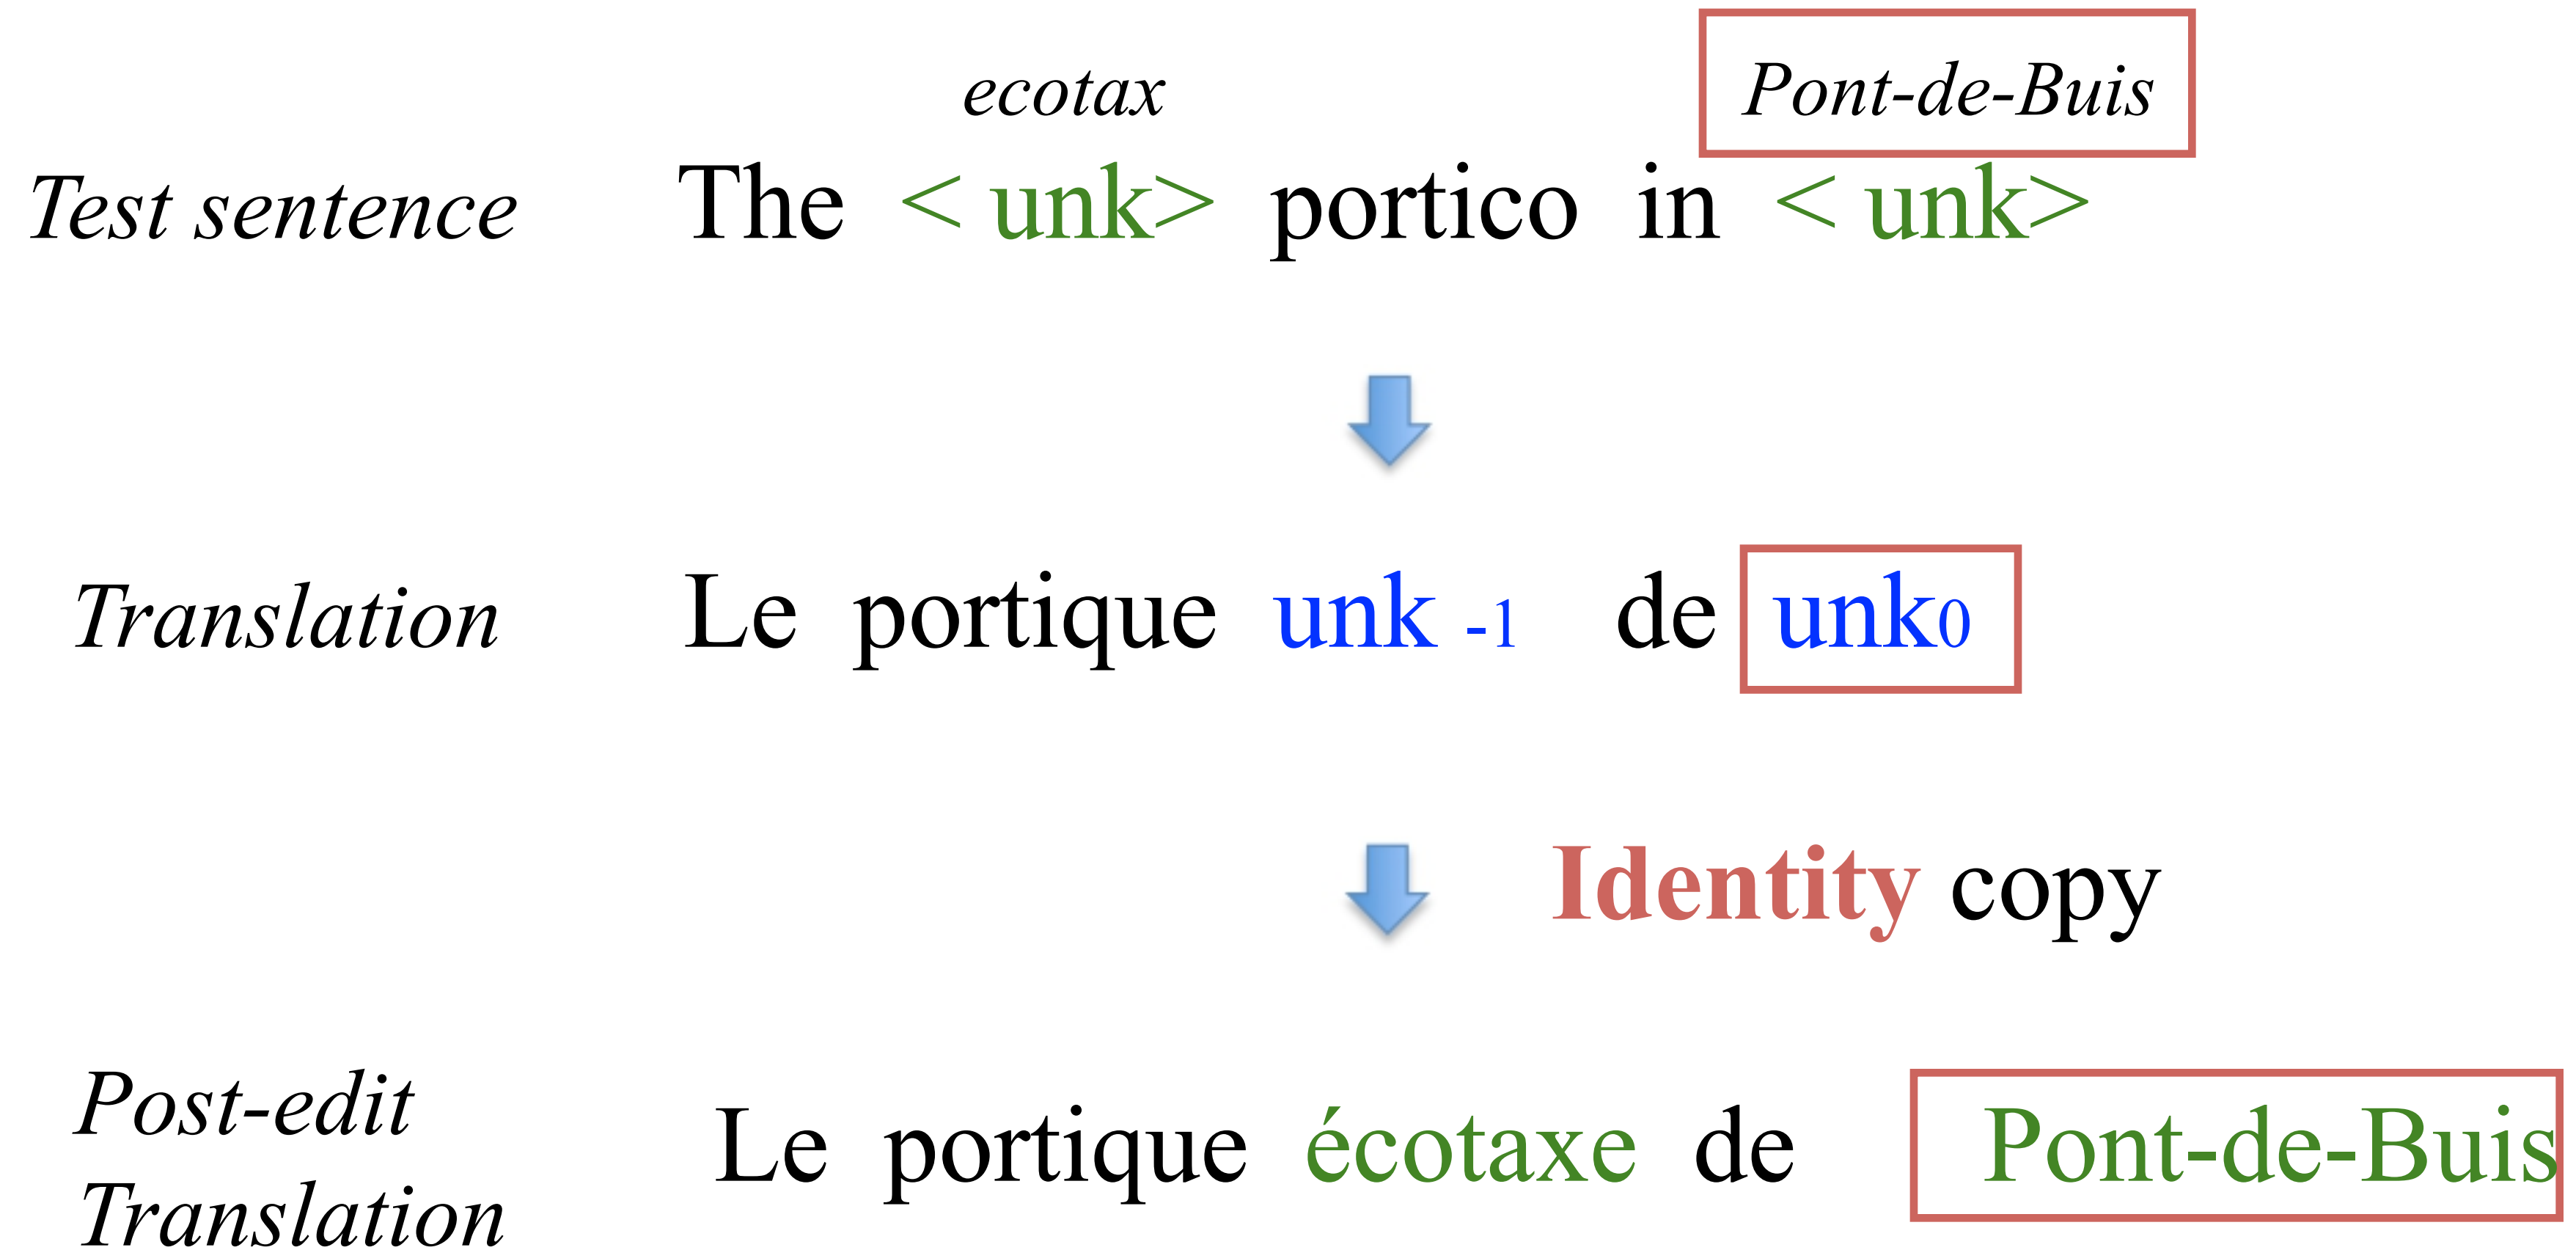 ecotax Pont-de-Buis
Test sentence The < unk> portico in < unk>
Translation Le portique unk -1 de unk0
Identity copy
Post-edit
Translation Le portique écotaxe de Pont-de-Buis